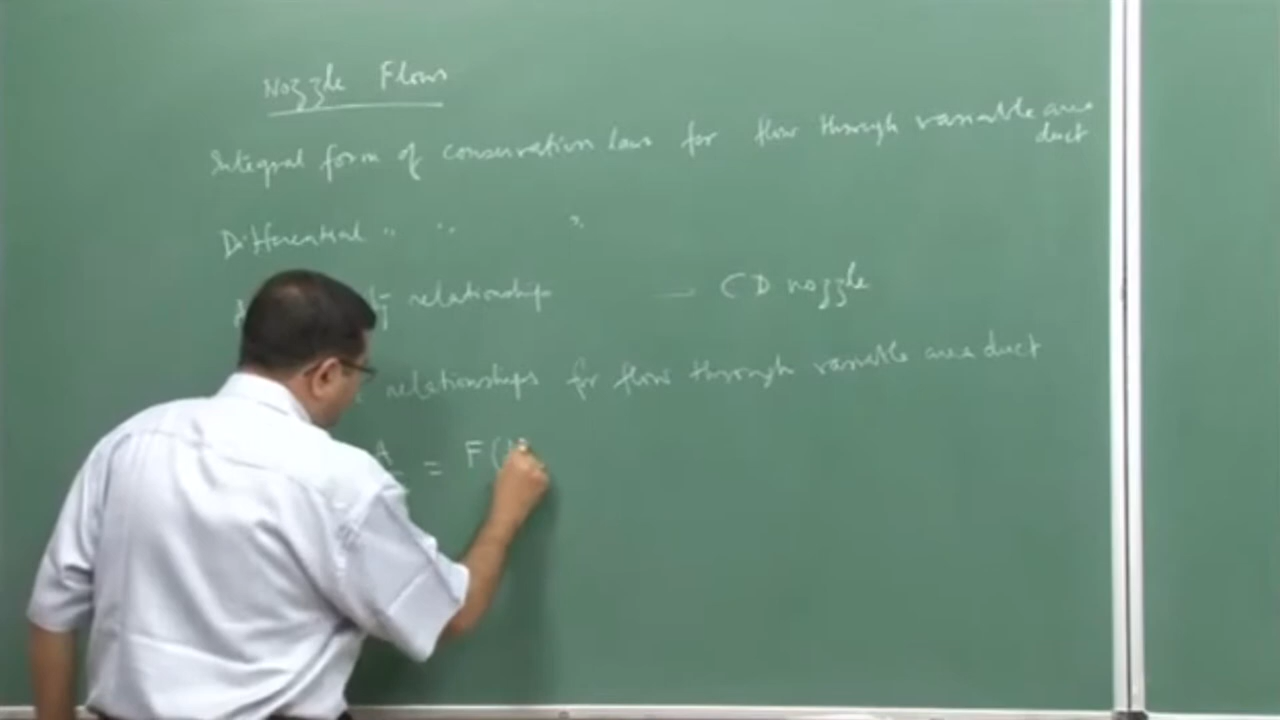 Nozzle Flows
Integral form of conservation laws for flow through variable area
duct
Differential " " "
relationship — CD nozzle
relationships for flow through variable area duct
A = F(